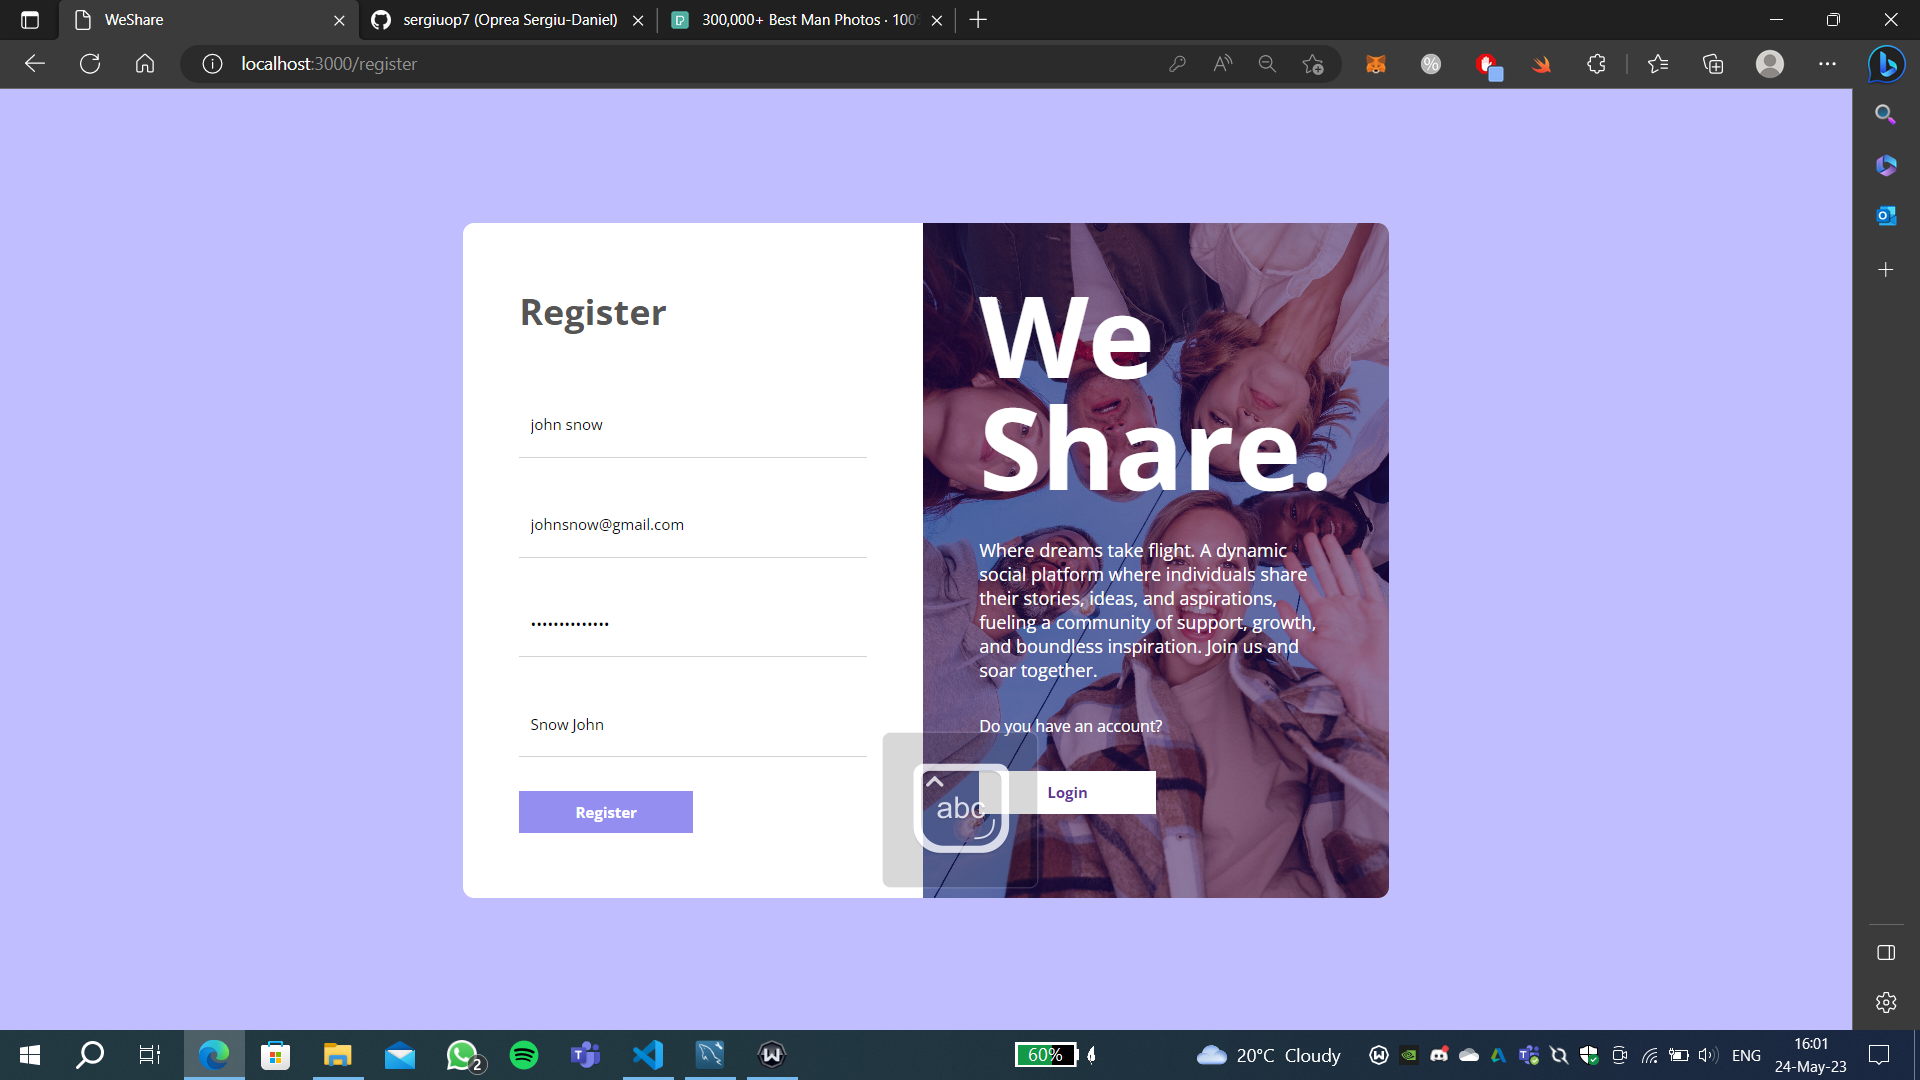 WeShare
sergiuop7 (Oprea Sergiu-Daniel)
300,000+ Best Man Photos · 100
localhost:3000/register
Register
john snow
johnsnow@gmail.com
••••••••••••••
Snow John
Register
We
Share.
Where dreams take flight. A dynamic
social platform where individuals share
their stories, ideas, and aspirations,
fueling a community of support, growth,
and boundless inspiration. Join us and
soar together.
Do you have an account?
Login
abc
2
60%
20°C Cloudy
ENG
16:01
24-May-23